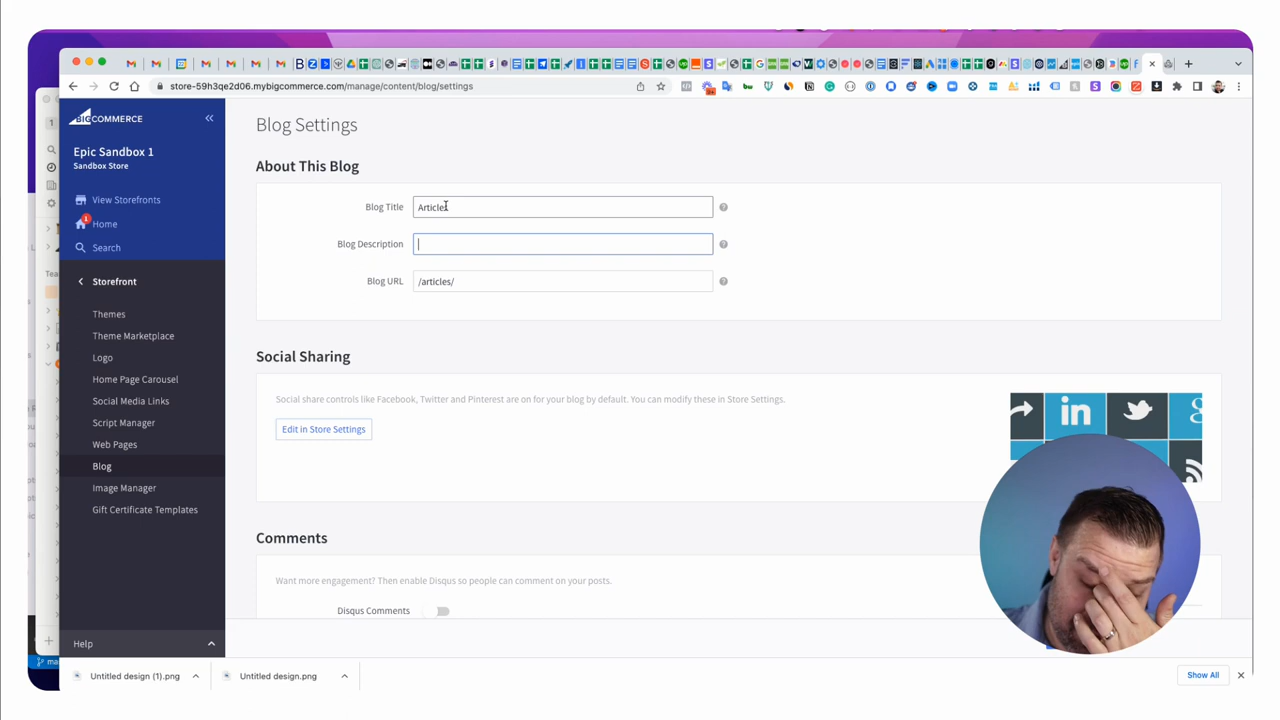 store-59h3qe2d06.mybigcommerce.com/manage/content/blog/settings
BIGCOMMERCE
Epic Sandbox 1
Sandbox Store
View Storefronts
1
Home
Search
Storefront
Themes
Theme Marketplace
Logo
Home Page Carousel
Social Media Links
Script Manager
Web Pages
Blog
Image Manager
Gift Certificate Templates
Help
Blog Settings
About This Blog
Blog Title
Articles
Blog Description
Blog URL
/articles/
Social Sharing
Social share controls like Facebook, Twitter and Pinterest are on for your blog by default. You can modify these in Store Settings.
Edit in Store Settings
in
Comments
Want more engagement? Then enable Disqus so people can comment on your posts.
Disqus Comments
Untitled design (1).png
Untitled design.png
Show All